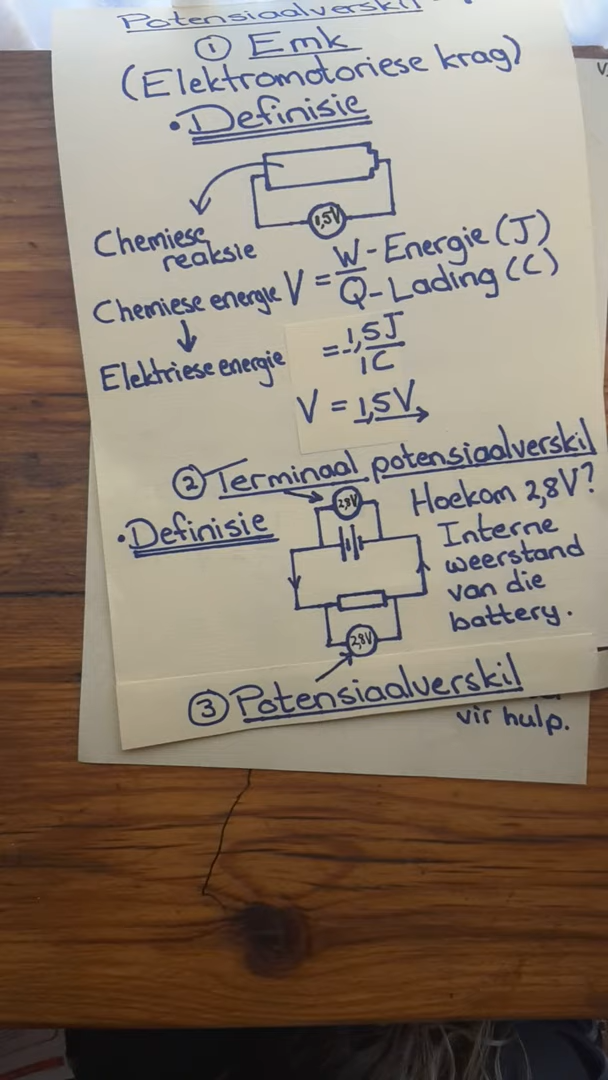 Potensiaalverskil
① Emk
(Elektromotoriese krag)
• Definisie
1,5V
Chemiese reaksie
Chemiese energie
↓
Elektriese energie
V = W - Energie (J)
Q - Lading (C)
= 1,5J
1C
V = 1,5V
② Terminaal potensiaalverskil
• Definisie
2,8V
Hoekom 2,8V?
Interne
weerstand
van die
battery.
2,8V
③ Potensiaalverskil
vir hulp.